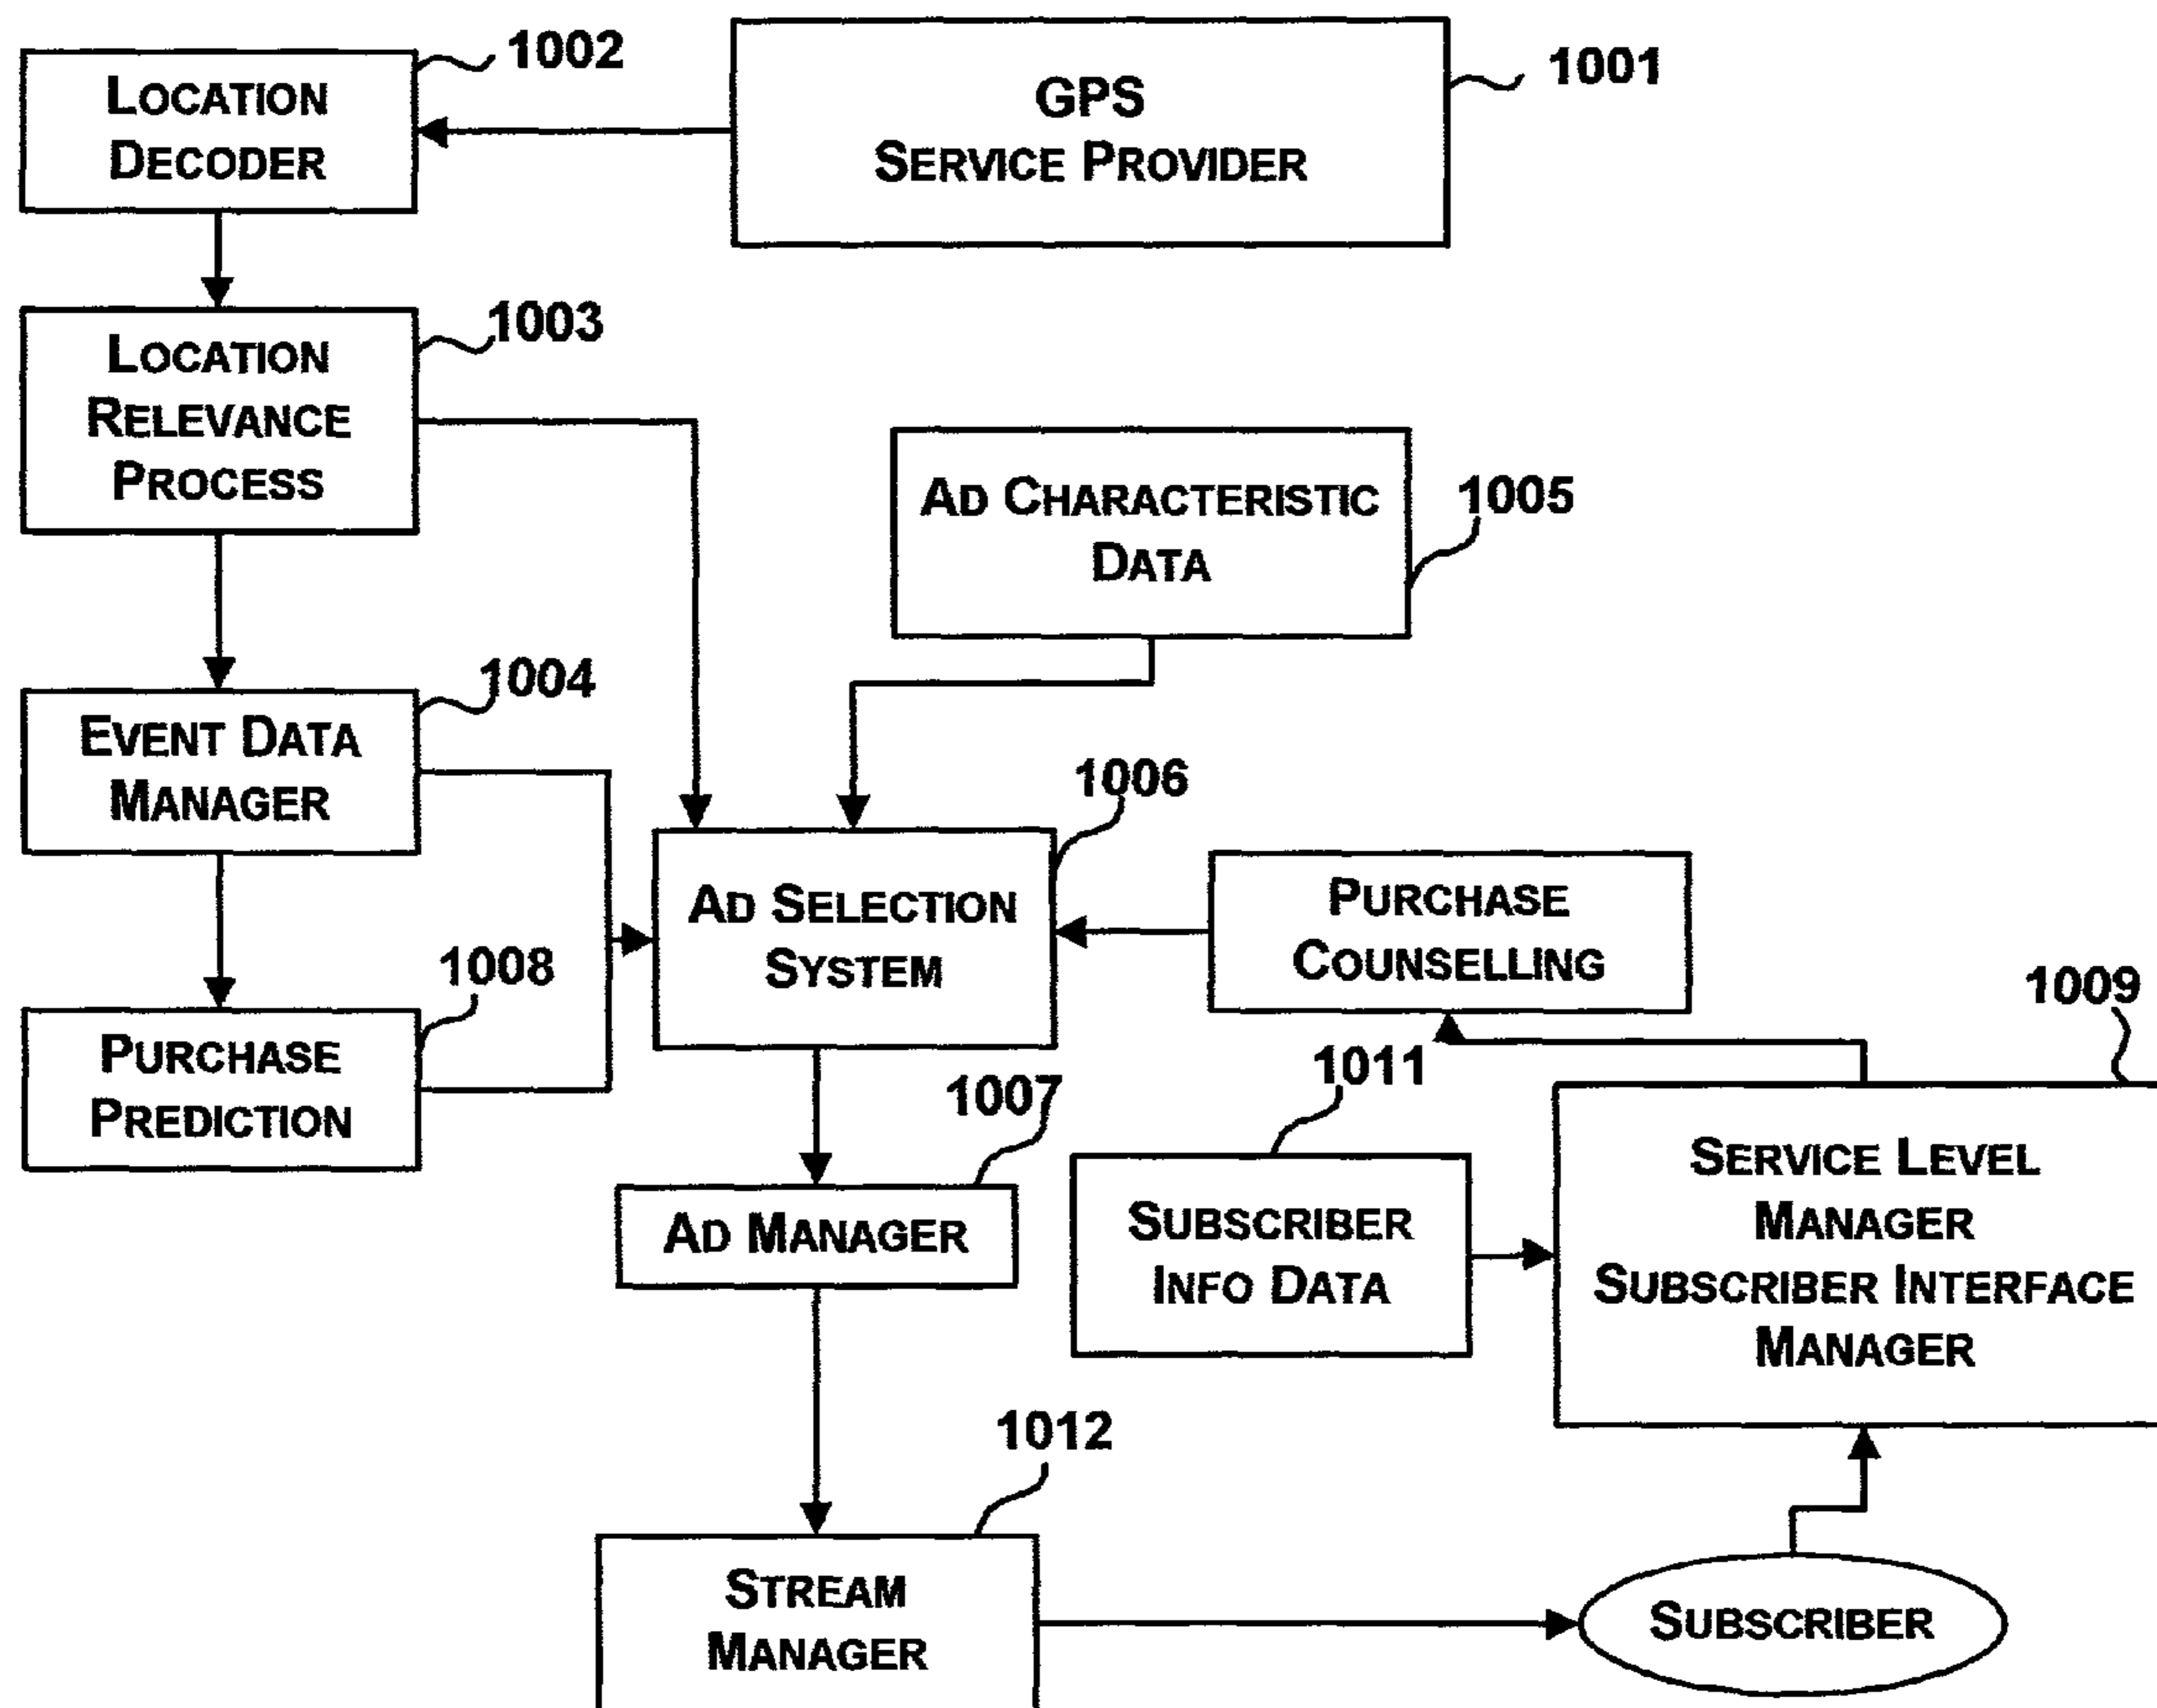 1002
LOCATION
DECODER
GPS
SERVICE PROVIDER
1001
1003
LOCATION
RELEVANCE
PROCESS
AD CHARACTERISTIC
DATA
1005
1004
EVENT DATA
MANAGER
1006
AD SELECTION
SYSTEM
PURCHASE
COUNSELLING
1008
PURCHASE
PREDICTION
1009
1011
1007
AD MANAGER
SUBSCRIBER
INFO DATA
SERVICE LEVEL
MANAGER
SUBSCRIBER INTERFACE
MANAGER
1012
STREAM
MANAGER
SUBSCRIBER